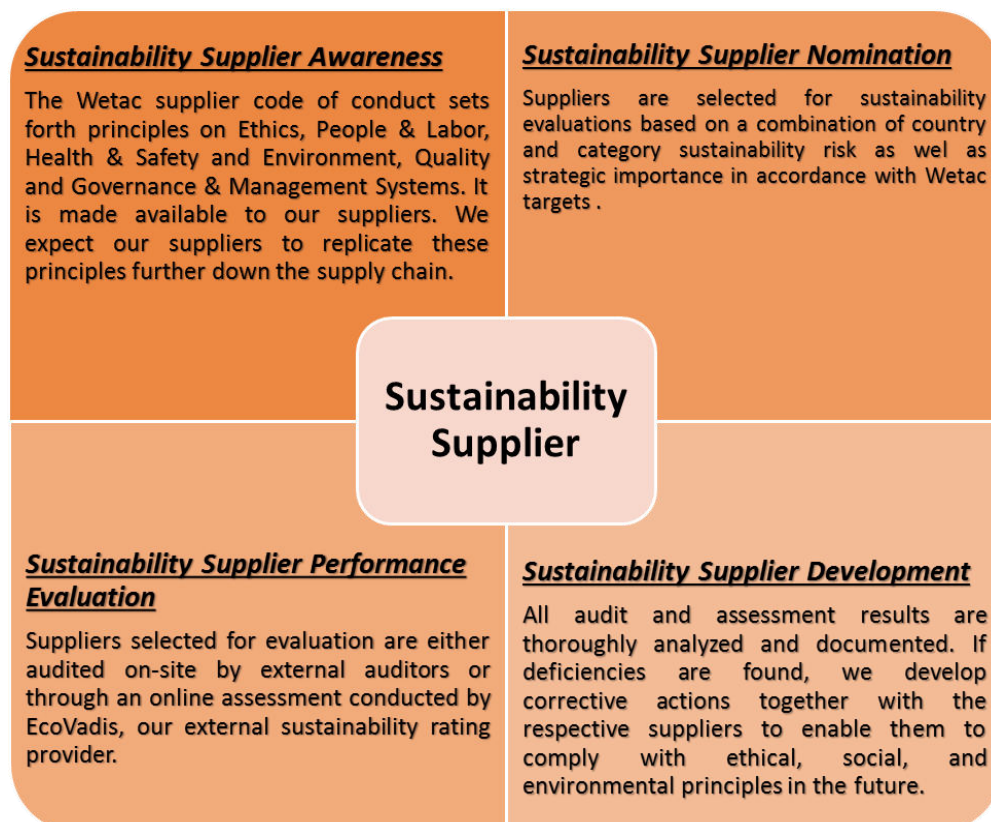 Sustainability Supplier Awareness
The Wetac supplier code of conduct sets
forth principles on Ethics, People & Labor,
Health & Safety and Environment, Quality
and Governance & Management Systems. It
is made available to our suppliers. We
expect our suppliers to replicate these
principles further down the supply chain.
Sustainability Supplier Nomination
Suppliers are selected for sustainability
evaluations based on a combination of country
and category sustainability risk as wel as
strategic importance in accordance with Wetac
targets .
Sustainability
Supplier
Sustainability Supplier Performance
Evaluation
Suppliers selected for evaluation are either
audited on-site by external auditors or
through an online assessment conducted by
EcoVadis, our external sustainability rating
provider.
Sustainability Supplier Development
All audit and assessment results are
thoroughly analyzed and documented. If
deficiencies are found, we develop
corrective actions together with the
respective suppliers to enable them to
comply with ethical, social, and
environmental principles in the future.